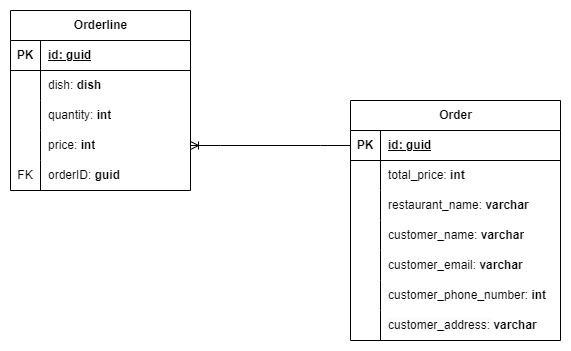 Orderline
PK id: guid
dish: dish
quantity: int
price: int
FK orderID: guid
Order
PK id: guid
total_price: int
restaurant_name: varchar
customer_name: varchar
customer_email: varchar
customer_phone_number: int
customer_address: varchar